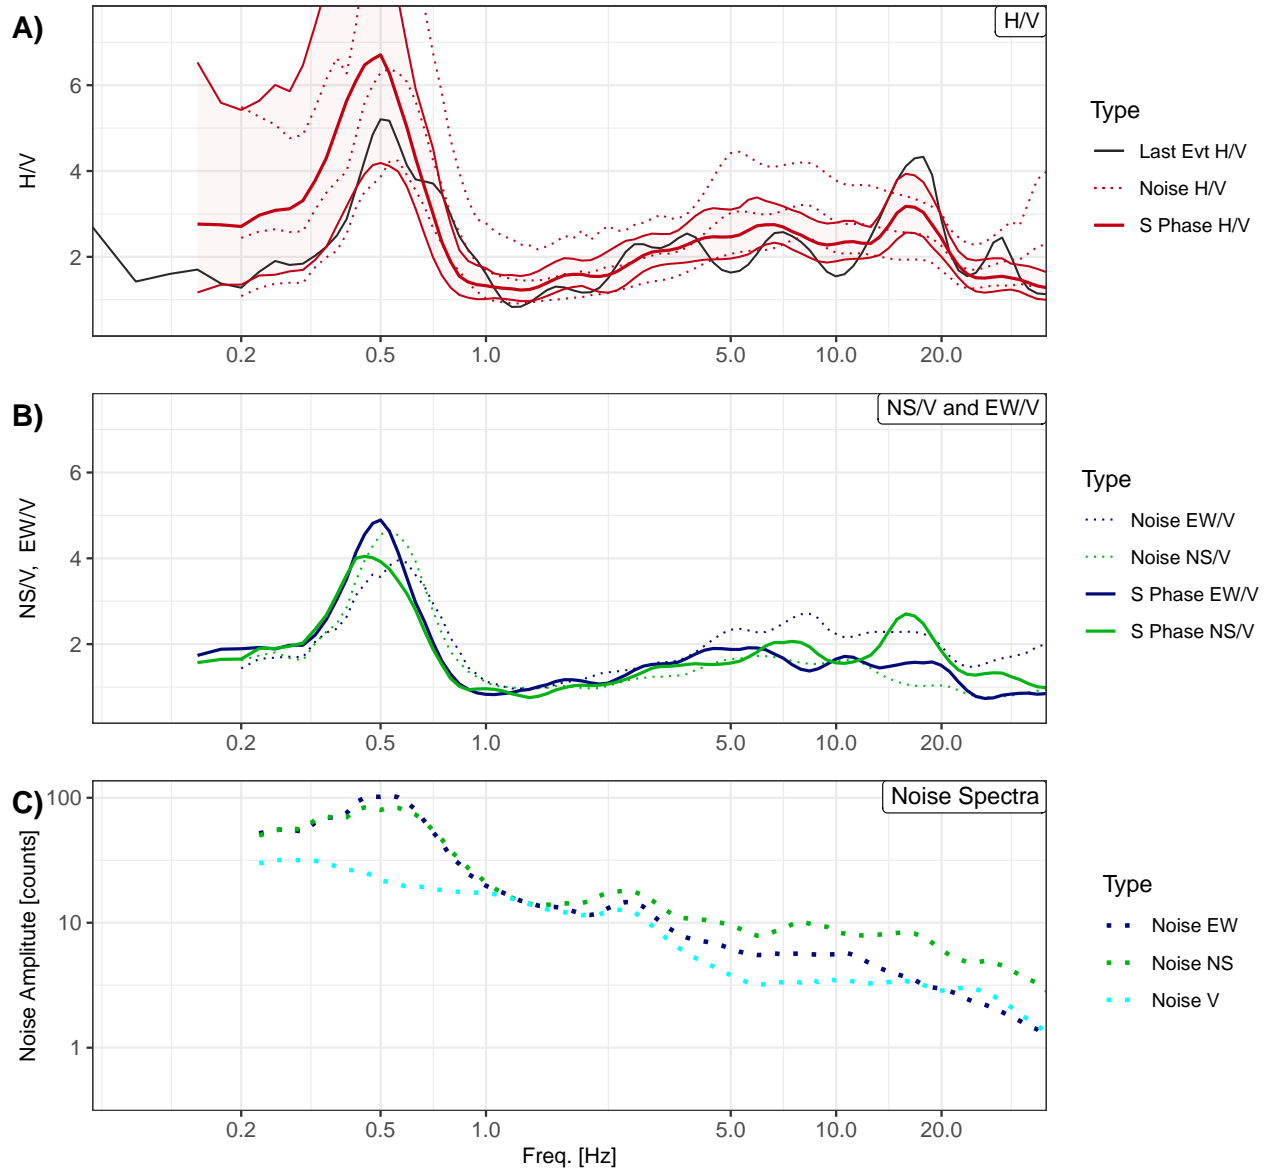 A)
H/V
6
4
2
H/V
0.2 0.5 1.0 5.0 10.0 20.0
Type
Last Evt H/V
Noise H/V
S Phase H/V
B)
NS/V and EW/V
6
4
2
NS/V, EW/V
0.2 0.5 1.0 5.0 10.0 20.0
Type
Noise EW/V
Noise NS/V
S Phase EW/V
S Phase NS/V
C)
Noise Spectra
100
10
1
Noise Amplitute [counts]
0.2 0.5 1.0 5.0 10.0 20.0
Freq. [Hz]
Type
Noise EW
Noise NS
Noise V